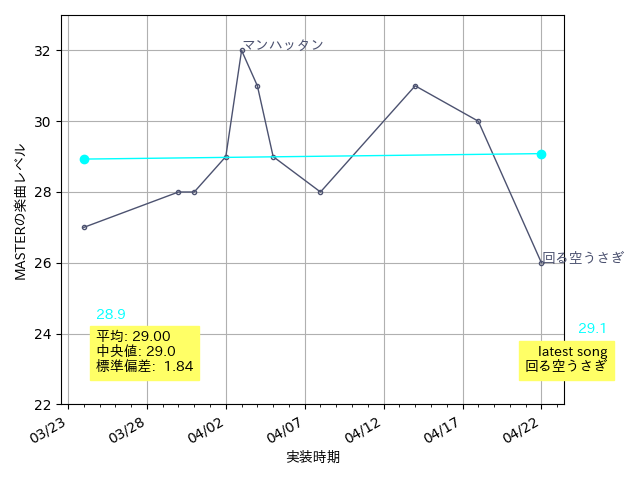 32
30
28
26
24
22
MASTERの楽曲レベル
マンハッタン
回る空うさぎ
28.9
平均: 29.00
中央値: 29.0
標準偏差: 1.84
29.1
latest song
回る空うさぎ
03/23
03/28
04/02
04/07
04/12
04/17
04/22
実装時期